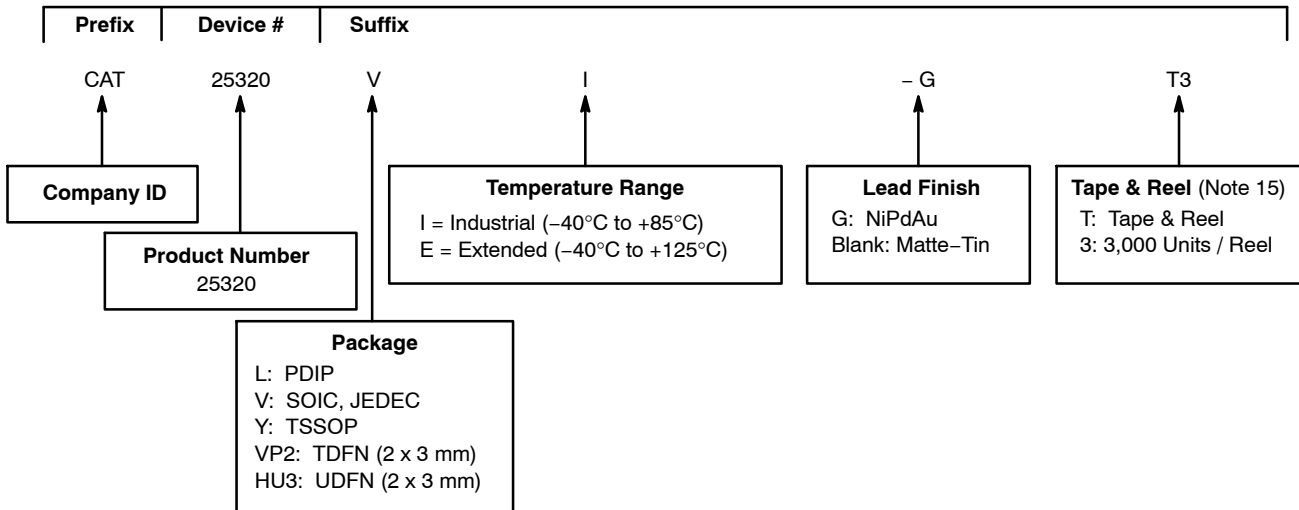 Prefix Device # Suffix
CAT 25320 V I – G T3
Company ID
Product Number
25320
Package
L: PDIP
V: SOIC, JEDEC
Y: TSSOP
VP2: TDFN (2 x 3 mm)
HU3: UDFN (2 x 3 mm)
Temperature Range
I = Industrial (−40°C to +85°C)
E = Extended (−40°C to +125°C)
Lead Finish
G: NiPdAu
Blank: Matte−Tin
Tape & Reel (Note 15)
T: Tape & Reel
3: 3,000 Units / Reel